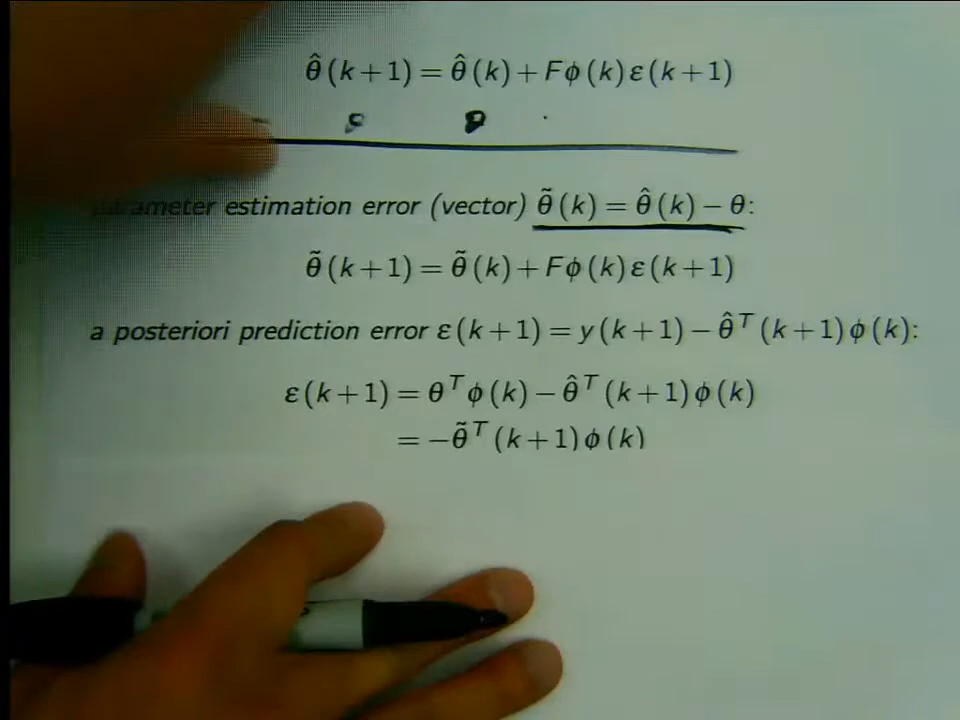 θ̂(k+1) = θ̂(k) + Fϕ(k)ε(k+1)
parameter estimation error (vector) θ̃(k) = θ̂(k) − θ:
θ̃(k+1) = θ̃(k) + Fϕ(k)ε(k+1)
a posteriori prediction error ε(k+1) = y(k+1) − θ̂ᵀ(k+1)ϕ(k):
ε(k+1) = θᵀϕ(k) − θ̂ᵀ(k+1)ϕ(k)
= −θ̃ᵀ(k+1)ϕ(k)